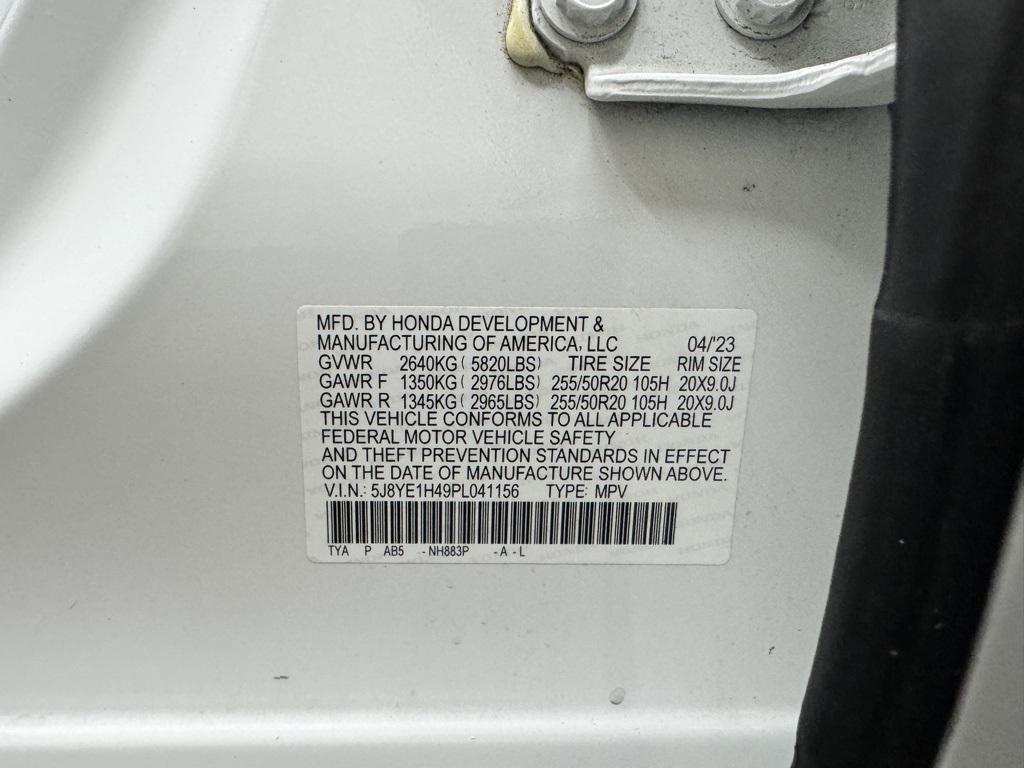 MFD. BY HONDA DEVELOPMENT &
MANUFACTURING OF AMERICA, LLC 04/'23
GVWR 2640KG ( 5820LBS) TIRE SIZE RIM SIZE
GAWR F 1350KG ( 2976LBS) 255/50R20 105H 20X9.0J
GAWR R 1345KG ( 2965LBS) 255/50R20 105H 20X9.0J
THIS VEHICLE CONFORMS TO ALL APPLICABLE
FEDERAL MOTOR VEHICLE SAFETY
AND THEFT PREVENTION STANDARDS IN EFFECT
ON THE DATE OF MANUFACTURE SHOWN ABOVE.
V.I.N.: 5J8YE1H49PL041156 TYPE: MPV
TYA P AB5 - NH883P - A - L